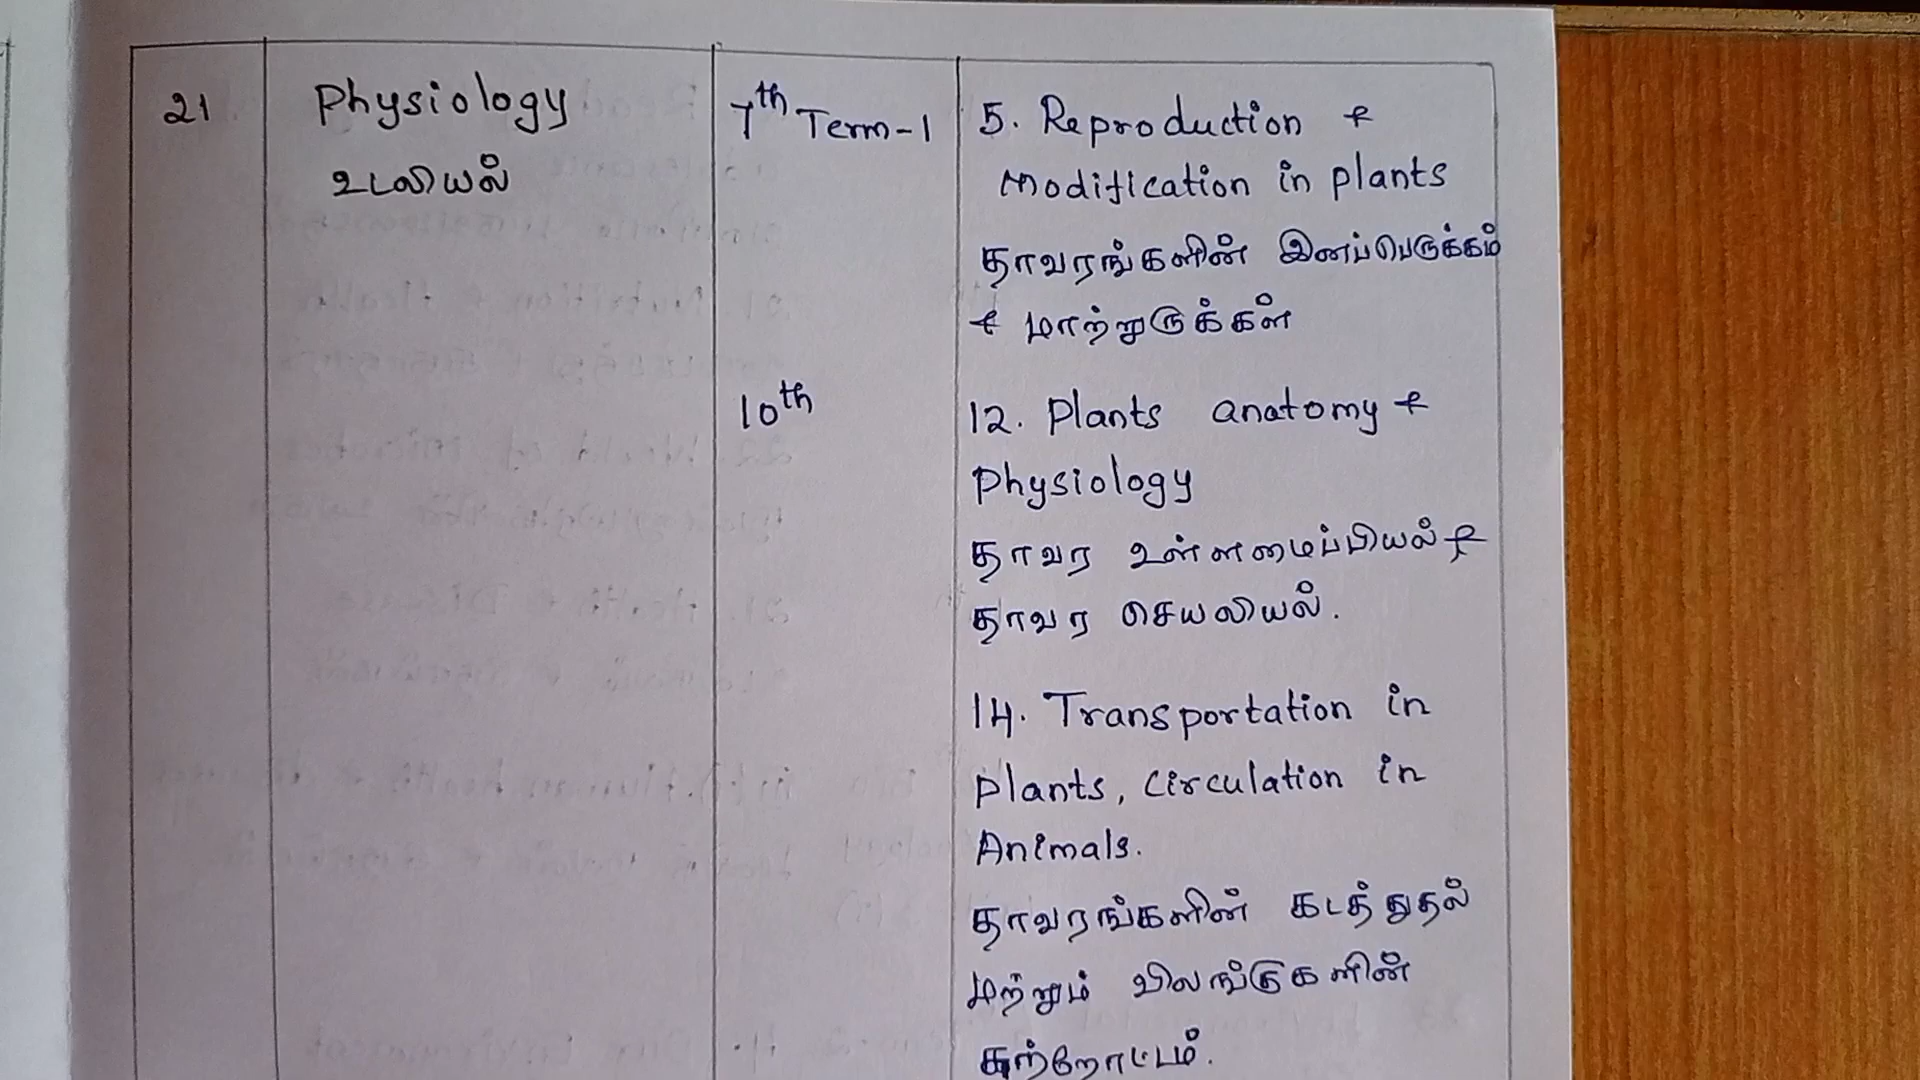 21
Physiology
உடலியல்
7th Term-1
5. Reproduction &
modification in plants
தாவரங்களின் இனப்பெருக்கம்
& மாற்றுருக்கள்
10th
12. Plants anatomy &
Physiology
தாவர உள்ளமைப்பியல் &
தாவர செயலியல்.
14. Transportation in
Plants, Circulation in
Animals.
தாவரங்களின் கடத்துதல்
மற்றும் விலங்குகளின்
சுற்றோட்டம்.